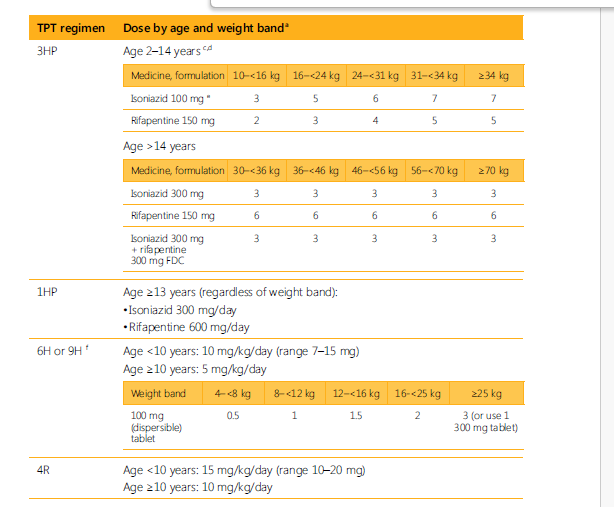 TPT regimen Dose by age and weight bandᵃ
3HP Age 2–14 years ᶜ,ᵈ
Medicine, formulation 10–<16 kg 16–<24 kg 24–<31 kg 31–<34 kg ≥34 kg
Isoniazid 100 mg ᵉ 3 5 6 7 7
Rifapentine 150 mg 2 3 4 5 5
Age >14 years
Medicine, formulation 30–<36 kg 36–<46 kg 46–<56 kg 56–<70 kg ≥70 kg
Isoniazid 300 mg 3 3 3 3 3
Rifapentine 150 mg 6 6 6 6 6
Isoniazid 300 mg 3 3 3 3 3
+ rifapentine
300 mg FDC
1HP Age ≥13 years (regardless of weight band):
•Isoniazid 300 mg/day
•Rifapentine 600 mg/day
6H or 9H ᶠ Age <10 years: 10 mg/kg/day (range 7–15 mg)
Age ≥10 years: 5 mg/kg/day
Weight band 4–<8 kg 8–<12 kg 12–<16 kg 16-<25 kg ≥25 kg
100 mg 0.5 1 1.5 2 3 (or use 1
(dispersible) 300 mg tablet)
tablet
4R Age <10 years: 15 mg/kg/day (range 10–20 mg)
Age ≥10 years: 10 mg/kg/day